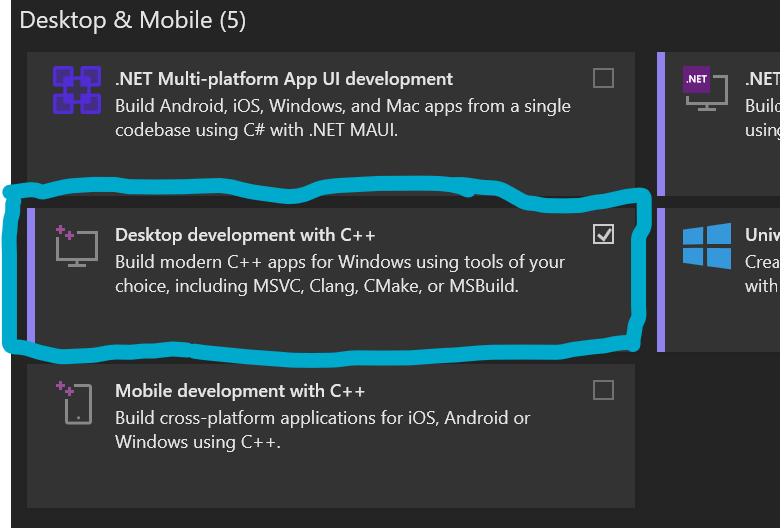 Desktop & Mobile (5)
.NET Multi-platform App UI development
Build Android, iOS, Windows, and Mac apps from a single
codebase using C# with .NET MAUI.
.NET
.NET
Build
using
Desktop development with C++
Build modern C++ apps for Windows using tools of your
choice, including MSVC, Clang, CMake, or MSBuild.
Univ
Crea
with
Mobile development with C++
Build cross-platform applications for iOS, Android or
Windows using C++.